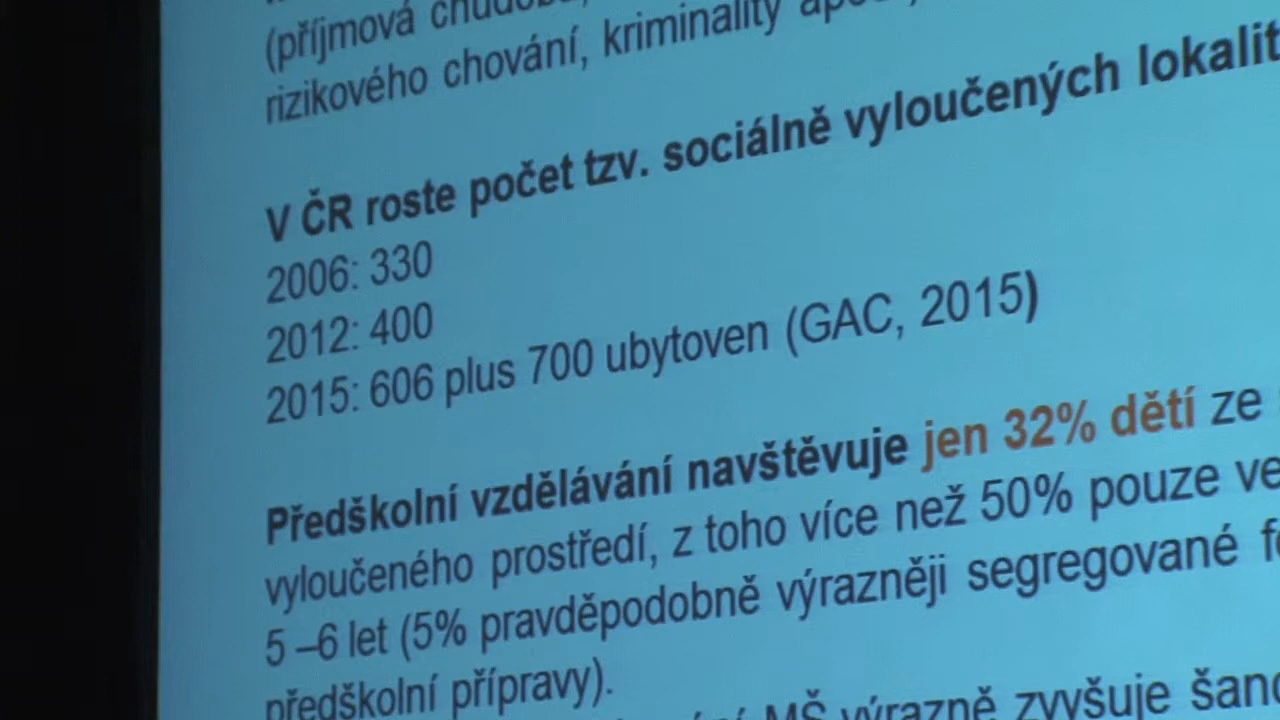 (příjmová chudoba,
rizikového chování, kriminality
V ČR roste počet tzv. sociálně vyloučených lokalit
2006: 330
2012: 400
2015: 606 plus 700 ubytoven (GAC, 2015)
Předškolní vzdělávání navštěvuje jen 32% dětí ze
vyloučeného prostředí, z toho více než 50% pouze ve
5 –6 let (5% pravděpodobně výrazněji segregované
předškolní přípravy).
MŠ výrazně zvyšuje